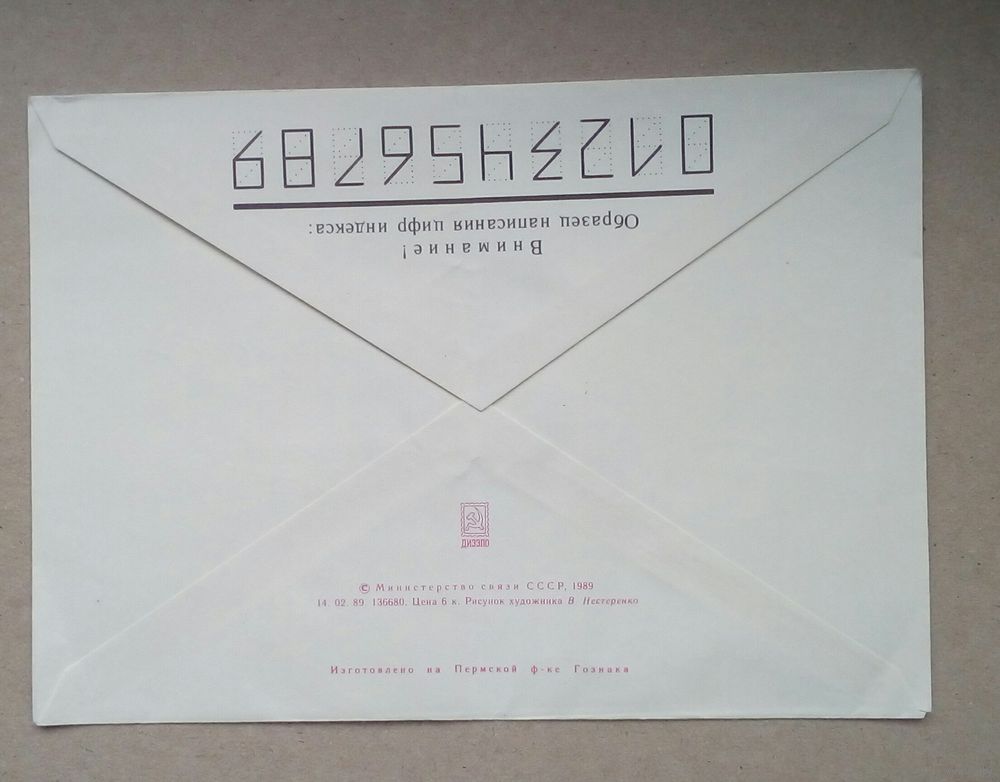 Внимание!
Образец написания цифр индекса:
0123456789
ДИЭЗПО
© Министерство связи СССР, 1989
14. 02. 89 136680. Цена 6 к. Рисунок художника В Нестеренко
Изготовлено на Пермской ф-ке Гознака